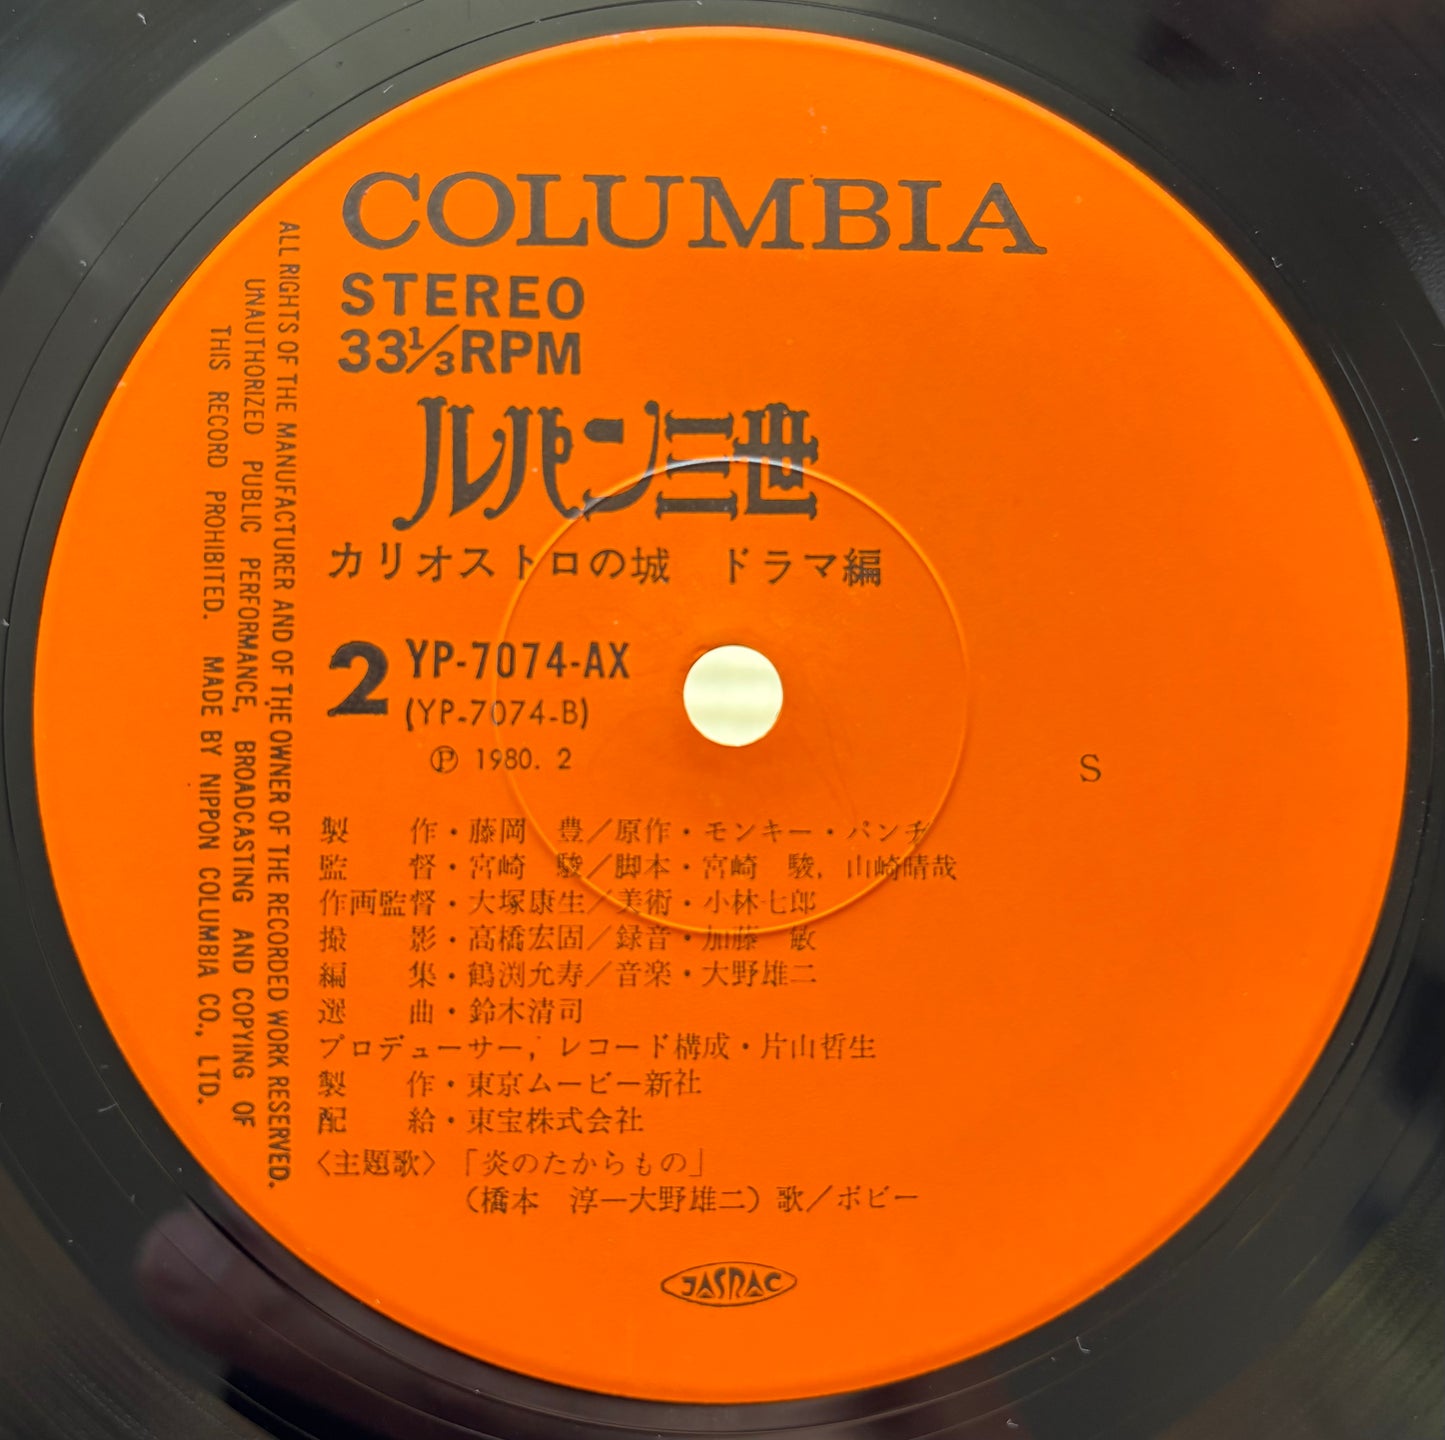 COLUMBIA
STEREO
33⅓RPM
ルパン三世
カリオストロの城　ドラマ編
2 YP-7074-AX
(YP-7074-B)
Ⓟ 1980. 2
S
製　　作・藤岡　豊／原作・モンキー・パンチ
監　　督・宮崎　駿／脚本・宮崎　駿, 山崎晴哉
作画監督・大塚康生／美術・小林七郎
撮　　影・高橋宏固／録音・加藤　敏
編　　集・鶴渕允寿／音楽・大野雄二
選　　曲・鈴木清司
プロデューサー, レコード構成・片山哲生
製　　作・東京ムービー新社
配　　給・東宝株式会社
〈主題歌〉「炎のたからもの」
（橋本　淳—大野雄二）歌／ボビー
JASRAC
ALL RIGHTS OF THE MANUFACTURER AND OF THE OWNER OF THE RECORDED WORK RESERVED.
UNAUTHORIZED PUBLIC PERFORMANCE, BROADCASTING AND COPYING OF
THIS RECORD PROHIBITED. MADE BY NIPPON COLUMBIA CO., LTD.